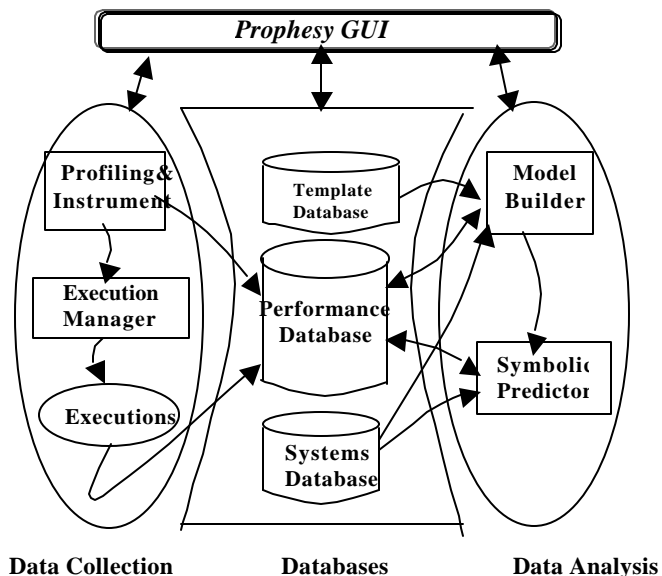 Prophesy GUI
Profiling&
Instrument
Template
Database
Model
Builder
Execution
Manager
Performance
Database
Symbolic
Predictor
Executions
Systems
Database
Data Collection
Databases
Data Analysis